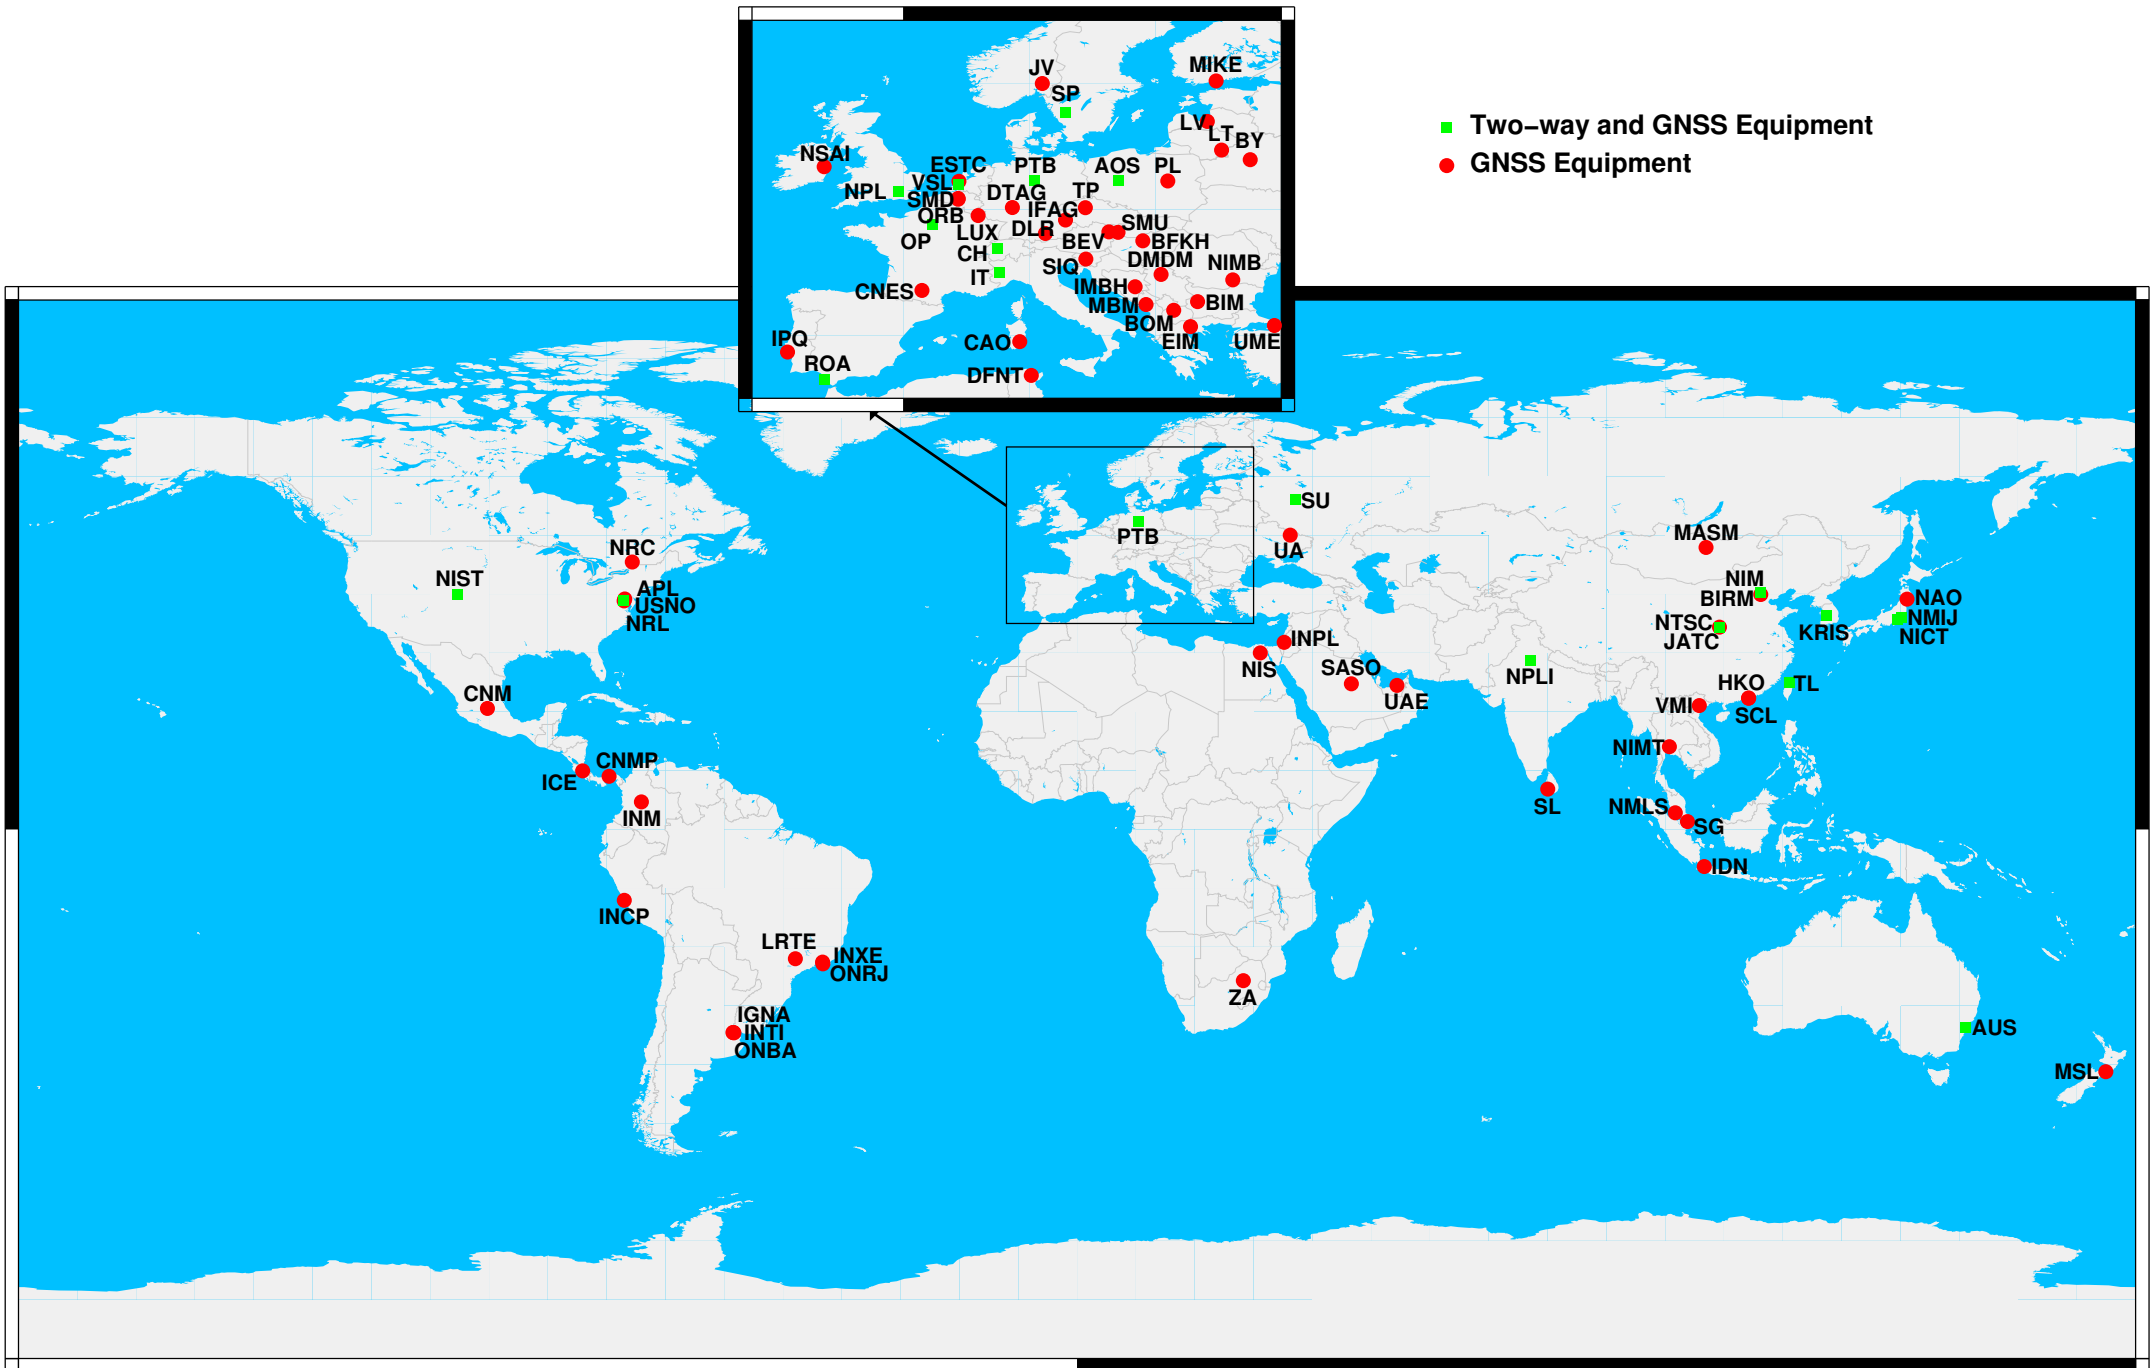 JV
MIKE
SP
LV
LT
BY
NSAI
ESTC
PTB
AOS
PL
NPL
VSL
SMD
DTAG
TP
ORB
IFAG
OP
LUX
DLR
SMU
BEV
BFKH
CH
IT
SIQ
DMDM
NIMB
CNES
IMBH
MBM
BIM
BOM
EIM
UME
IPQ
ROA
CAO
DFNT
Two-way and GNSS Equipment
GNSS Equipment
SU
PTB
UA
MASM
NRC
NIST
APL
USNO
NRL
NIM
BIRM
NAO
NMIJ
NICT
NTSC
JATC
KRIS
INPL
NIS
SASO
UAE
NPLI
HKO
TL
SCL
VMI
CNM
NIMT
CNMP
ICE
INM
SL
NMLS
SG
IDN
INCP
LRTE
INXE
ONRJ
ZA
IGNA
INTI
ONBA
AUS
MSL